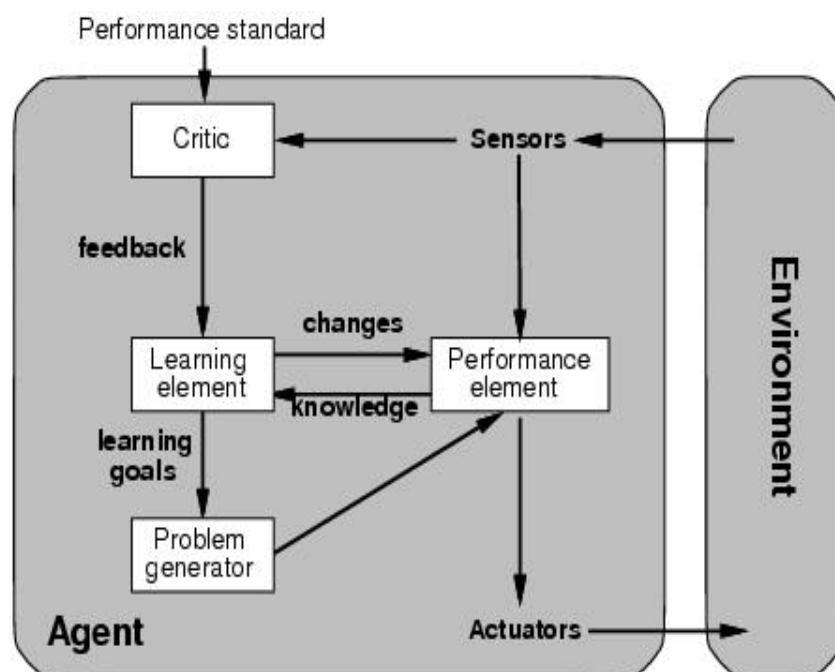 Performance standard
Critic
Sensors
feedback
changes
Learning
element
Performance
element
knowledge
learning
goals
Problem
generator
Agent
Actuators
Environment